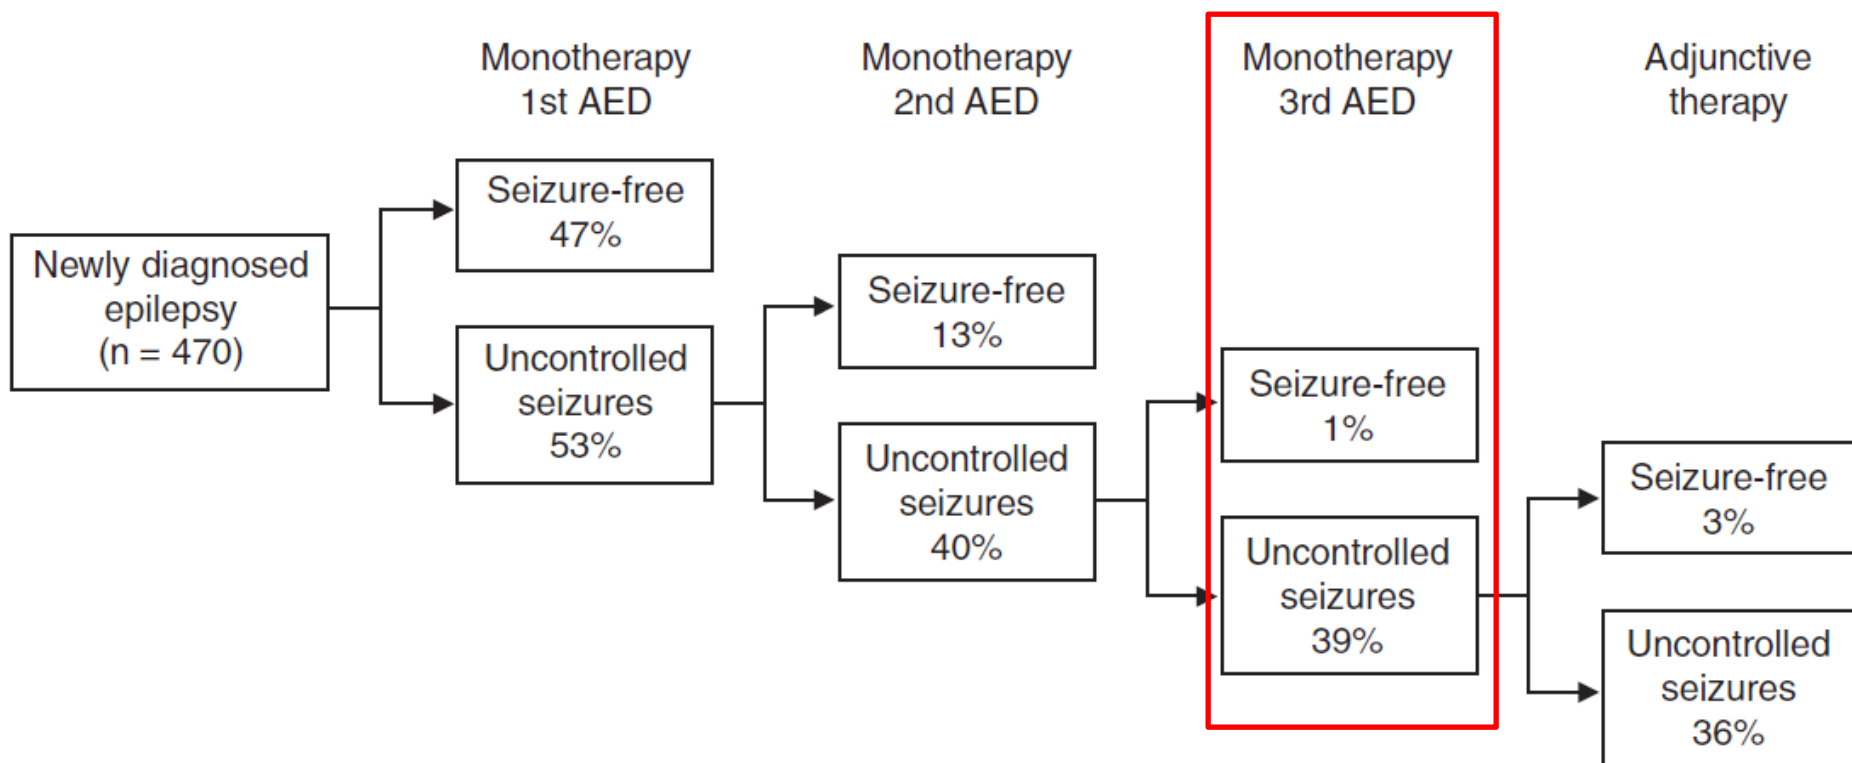 Monotherapy
1st AED
Monotherapy
2nd AED
Monotherapy
3rd AED
Adjunctive
therapy
Newly diagnosed
epilepsy
(n = 470)
Seizure-free
47%
Uncontrolled
seizures
53%
Seizure-free
13%
Uncontrolled
seizures
40%
Seizure-free
1%
Uncontrolled
seizures
39%
Seizure-free
3%
Uncontrolled
seizures
36%